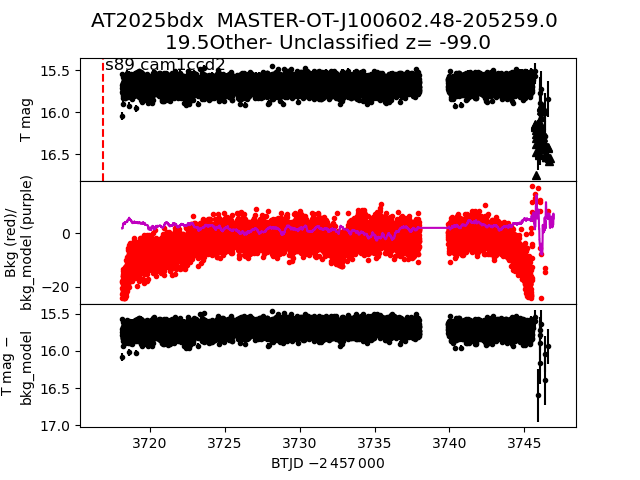 AT2025bdx  MASTER-OT-J100602.48-205259.0
19.5Other- Unclassified z= -99.0
s89 cam1ccd2
15.5
16.0
16.5
T mag
0
−20
Bkg (red)/
bkg_model (purple)
15.5
16.0
16.5
17.0
T mag −
bkg_model
3720
3725
3730
3735
3740
3745
BTJD −2 457 000